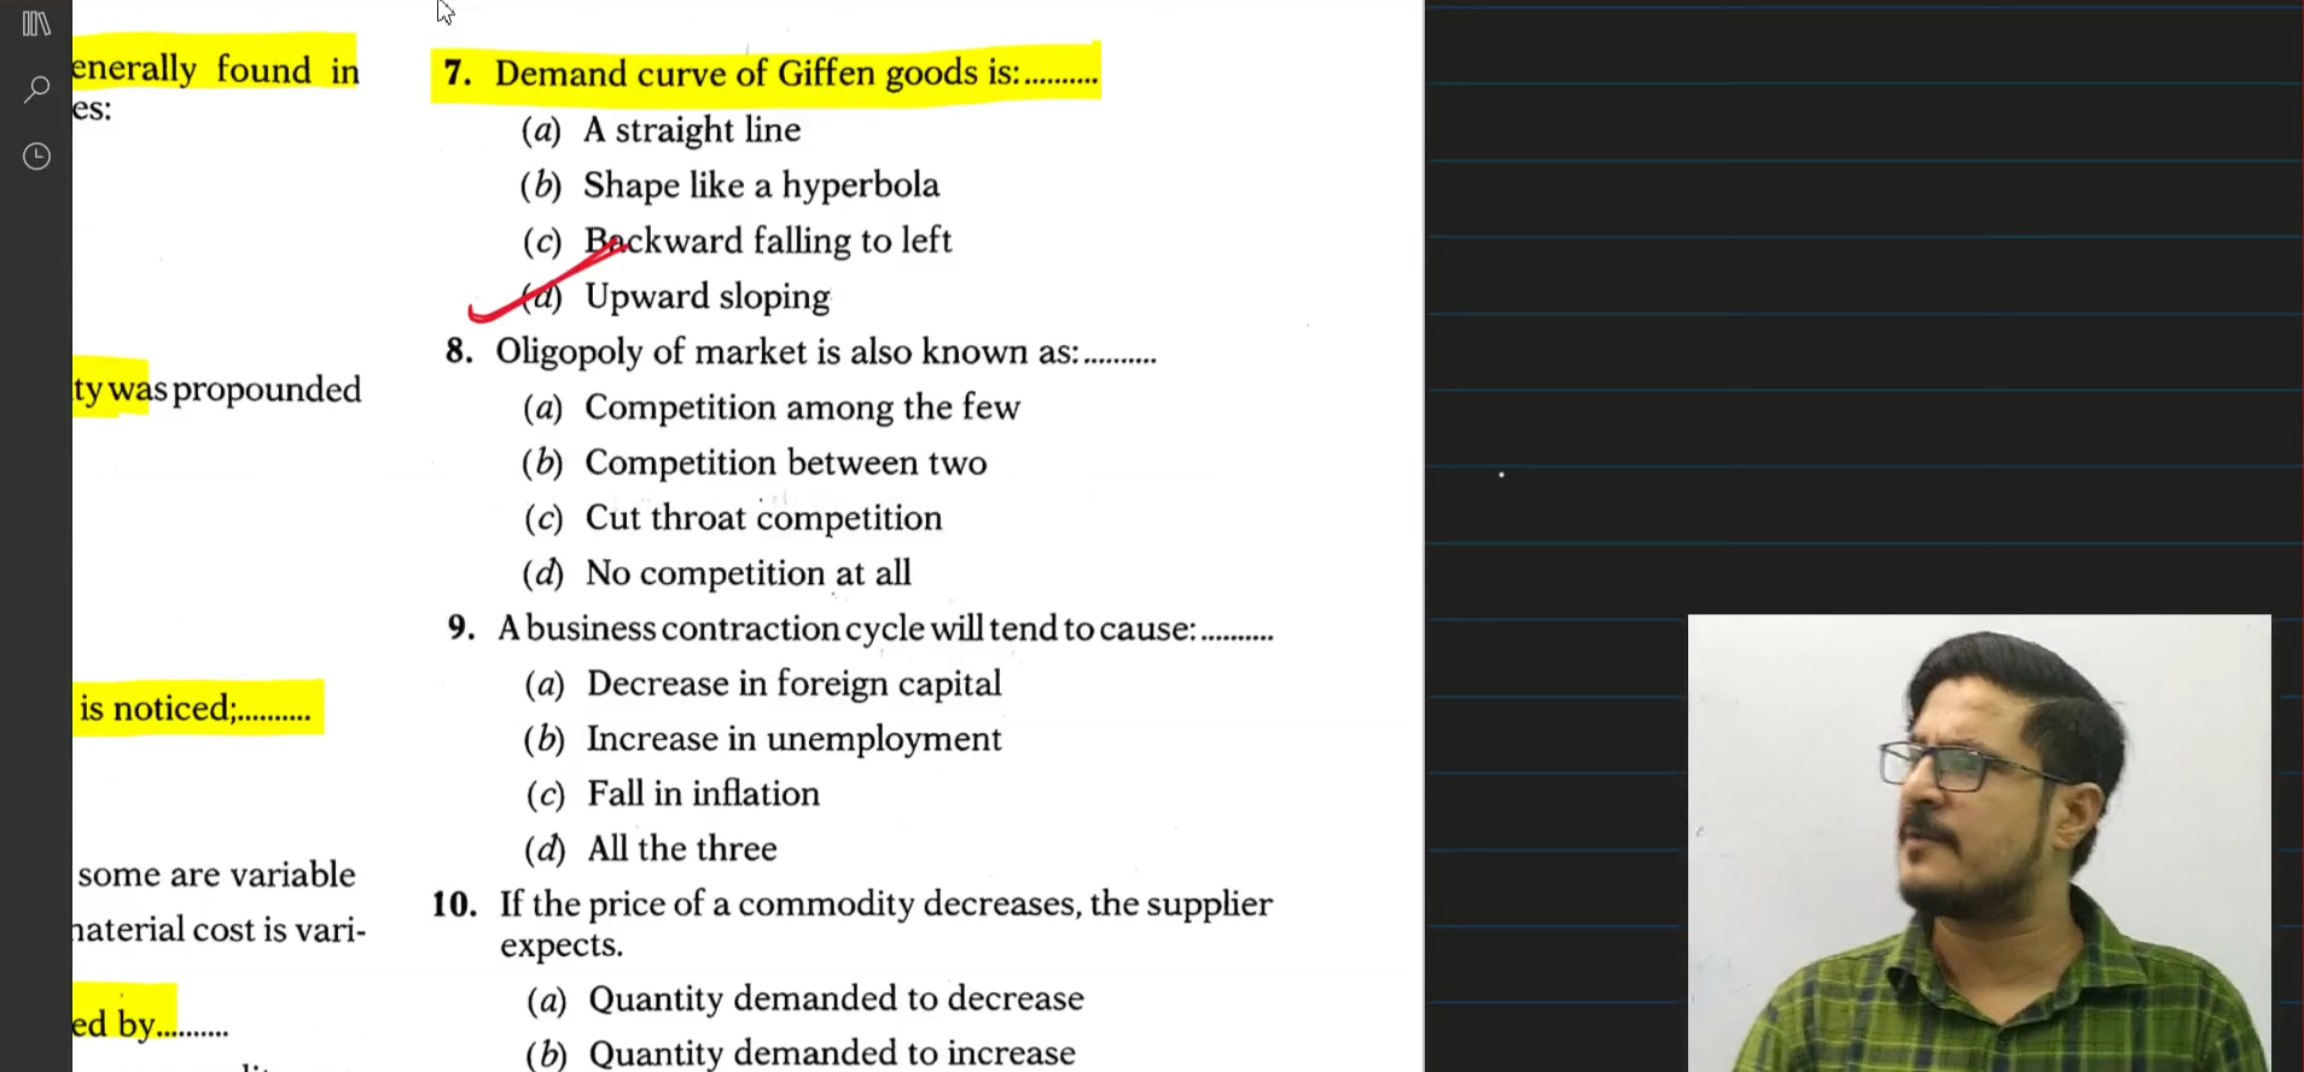 enerally found in
es:
ty was propounded
is noticed;..........
some are variable
naterial cost is vari-
ed by..........
7. Demand curve of Giffen goods is:..........
(a) A straight line
(b) Shape like a hyperbola
(c) Backward falling to left
(d) Upward sloping
8. Oligopoly of market is also known as:..........
(a) Competition among the few
(b) Competition between two
(c) Cut throat competition
(d) No competition at all
9. A business contraction cycle will tend to cause:..........
(a) Decrease in foreign capital
(b) Increase in unemployment
(c) Fall in inflation
(d) All the three
10. If the price of a commodity decreases, the supplier
expects.
(a) Quantity demanded to decrease
(b) Quantity demanded to increase